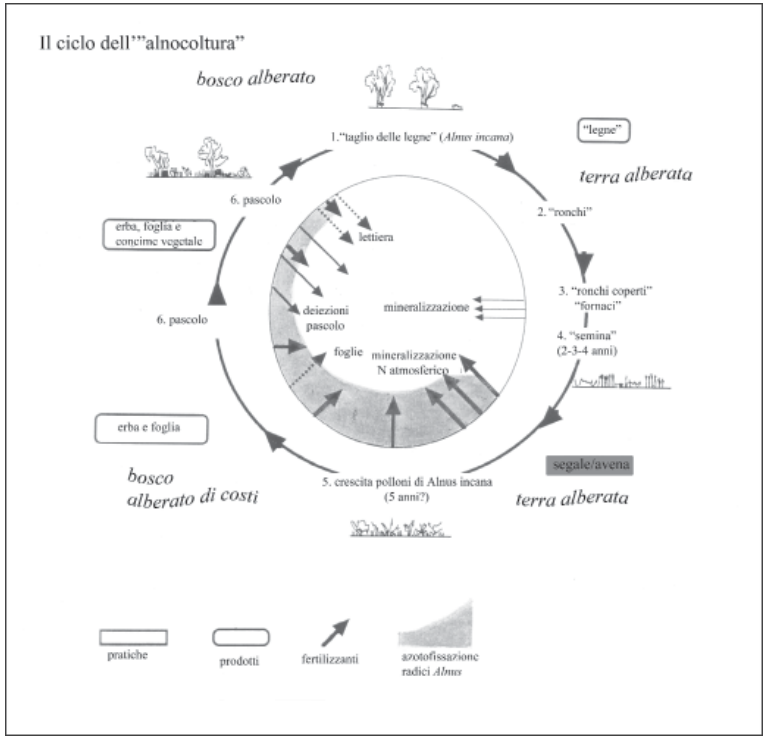 Il ciclo dell'"alnocoltura"
bosco alberato
1."taglio delle legne" (Alnus incana)
"legne"
terra alberata
2. "ronchi"
3. "ronchi coperti"
"fornaci"
4. "semina"
(2-3-4 anni)
segale/avena
terra alberata
5. crescita polloni di Alnus incana
(5 anni?)
bosco
alberato di costi
erba e foglia
6. pascolo
erba, foglia e
concime vegetale
6. pascolo
lettiera
deiezioni
pascolo
foglie
mineralizzazione
mineralizzazione
N atmosferico
pratiche
prodotti
fertilizzanti
azotofissazione
radici Alnus